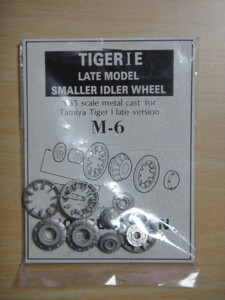 TIGER I E
LATE MODEL
SMALLER IDLER WHEEL
1/35 scale metal cast for
Tamiya Tiger I late version
M-6